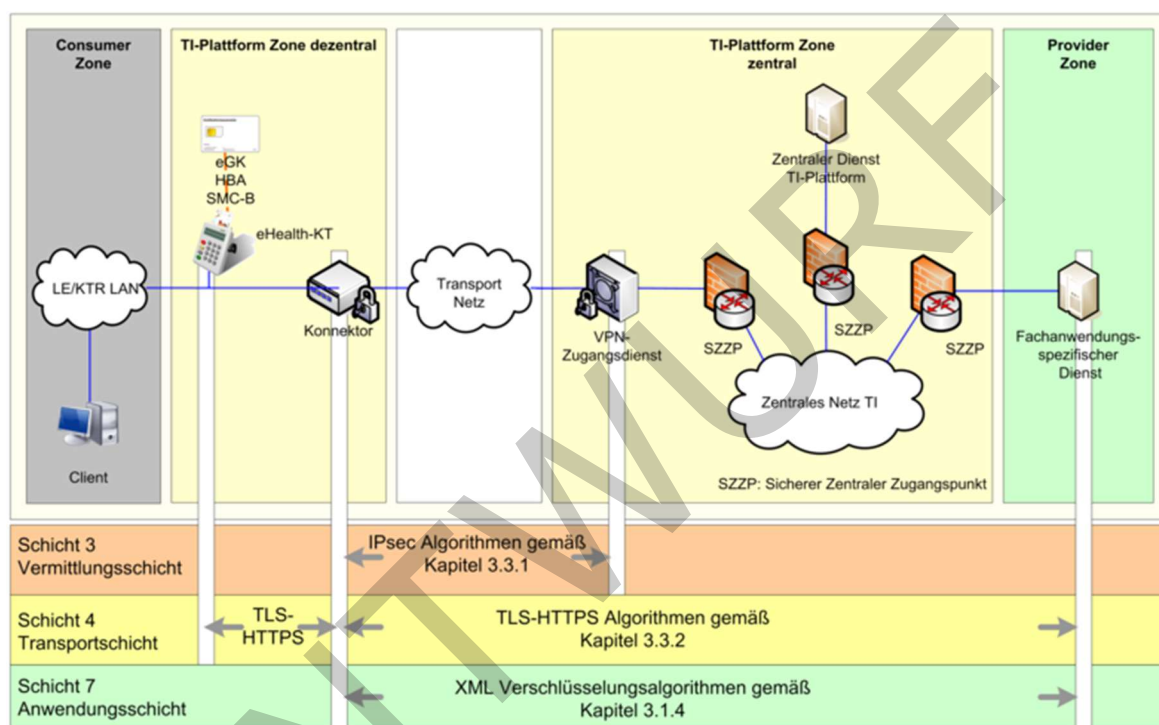 Consumer
Zone
TI-Plattform Zone dezentral
TI-Plattform Zone
zentral
Provider
Zone
eGK
HBA
SMC-B
eHealth-KT
LE/KTR LAN
Konnektor
Transport
Netz
VPN-
Zugangsdienst
Zentraler Dienst
TI-Plattform
SZZP
SZZP
SZZP
Fachanwendungs-
spezifischer
Dienst
Zentrales Netz TI
Client
SZZP: Sicherer Zentraler Zugangspunkt
Schicht 3
Vermittlungsschicht
IPsec Algorithmen gemäß
Kapitel 3.3.1
Schicht 4
Transportschicht
TLS-
HTTPS
TLS-HTTPS Algorithmen gemäß
Kapitel 3.3.2
Schicht 7
Anwendungsschicht
XML Verschlüsselungsalgorithmen gemäß
Kapitel 3.1.4
NTWURF